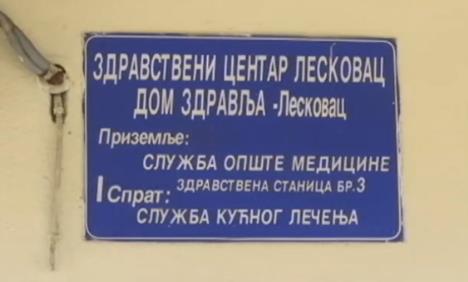 ЗДРАВСТВЕНИ ЦЕНТАР ЛЕСКОВАЦ
ДОМ ЗДРАВЉА -Лесковац
Приземље:
СЛУЖБА ОПШТЕ МЕДИЦИНЕ
ЗДРАВСТВЕНА СТАНИЦА БР.3
I Спрат:
СЛУЖБА КУЋНОГ ЛЕЧЕЊА